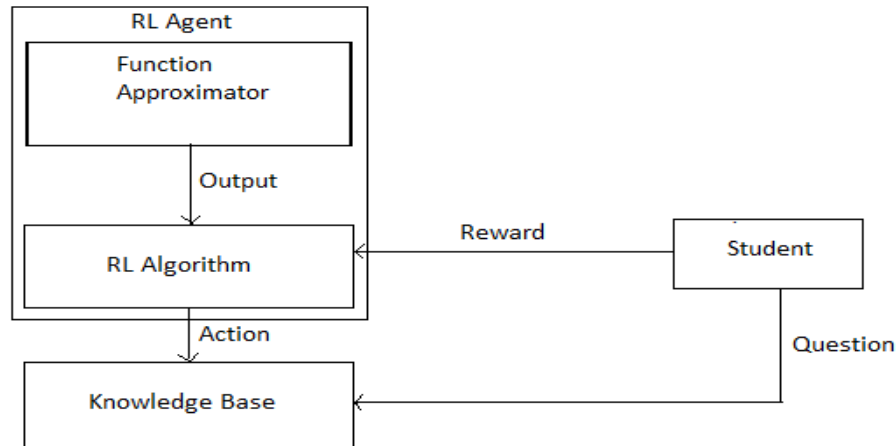 RL Agent
Function
Approximator
Output
RL Algorithm
Reward
Student
Action
Question
Knowledge Base